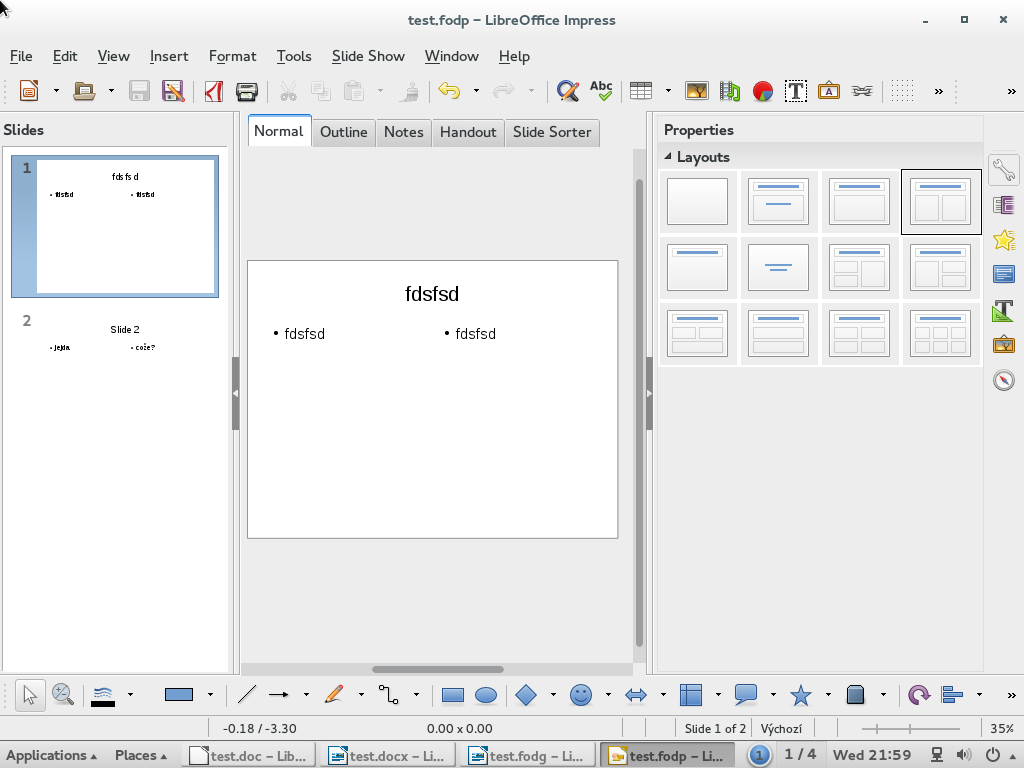 test.fodp – LibreOffice Impress
File Edit View Insert Format Tools Slide Show Window Help
Abc
T
A
»
»
Slides
Normal Outline Notes Handout Slide Sorter
Properties
Layouts
1
fdsfsd
• fdsfsd • fdsfsd
2
Slide 2
• jejda. • cože?
fdsfsd
• fdsfsd • fdsfsd
»
-0.18 / -3.30 0.00 x 0.00 Slide 1 of 2 Výchozí 35%
Applications Places test.doc – Lib... test.docx – Li... test.fodg – Li... test.fodp – Li... 1 1 / 4 Wed 21:59